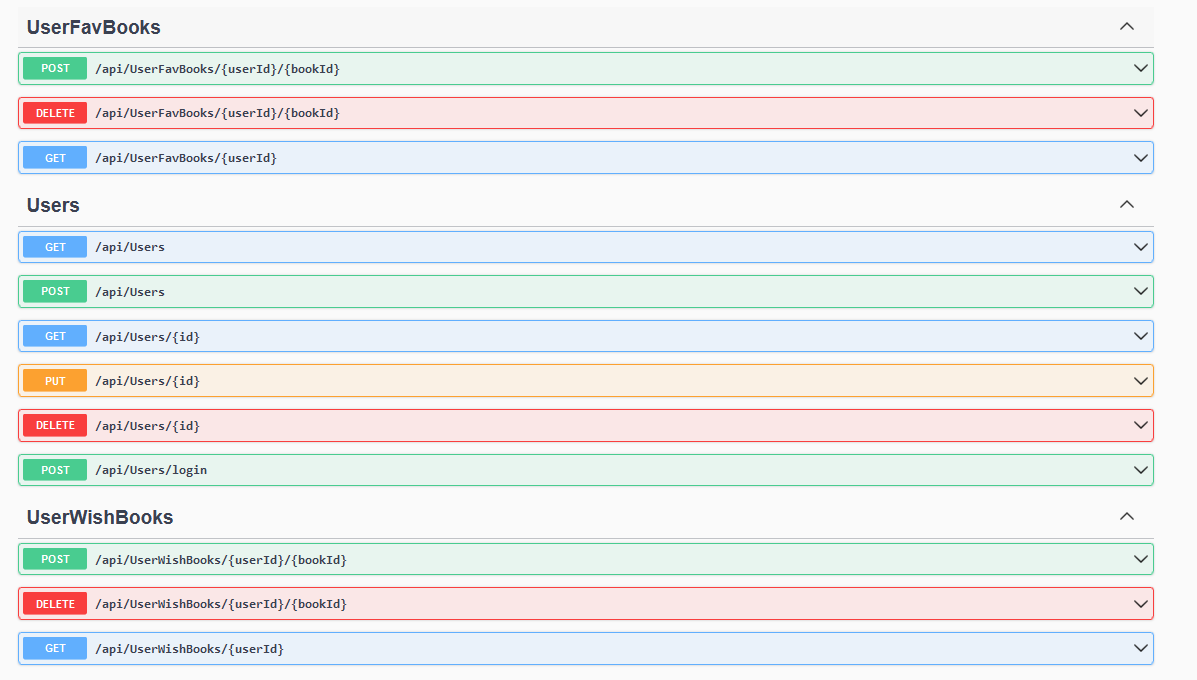 UserFavBooks
POST /api/UserFavBooks/{userId}/{bookId}
DELETE /api/UserFavBooks/{userId}/{bookId}
GET /api/UserFavBooks/{userId}
Users
GET /api/Users
POST /api/Users
GET /api/Users/{id}
PUT /api/Users/{id}
DELETE /api/Users/{id}
POST /api/Users/login
UserWishBooks
POST /api/UserWishBooks/{userId}/{bookId}
DELETE /api/UserWishBooks/{userId}/{bookId}
GET /api/UserWishBooks/{userId}